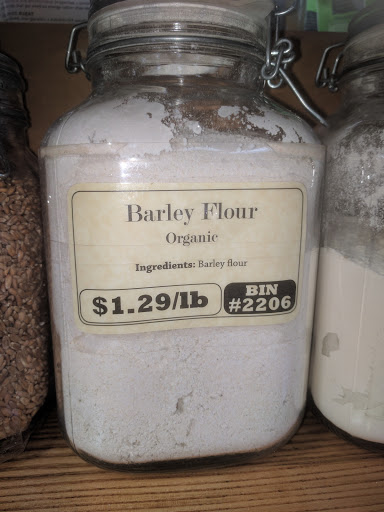 Barley Flour
Organic
Ingredients: Barley flour
$1.29/lb
BIN
#2206